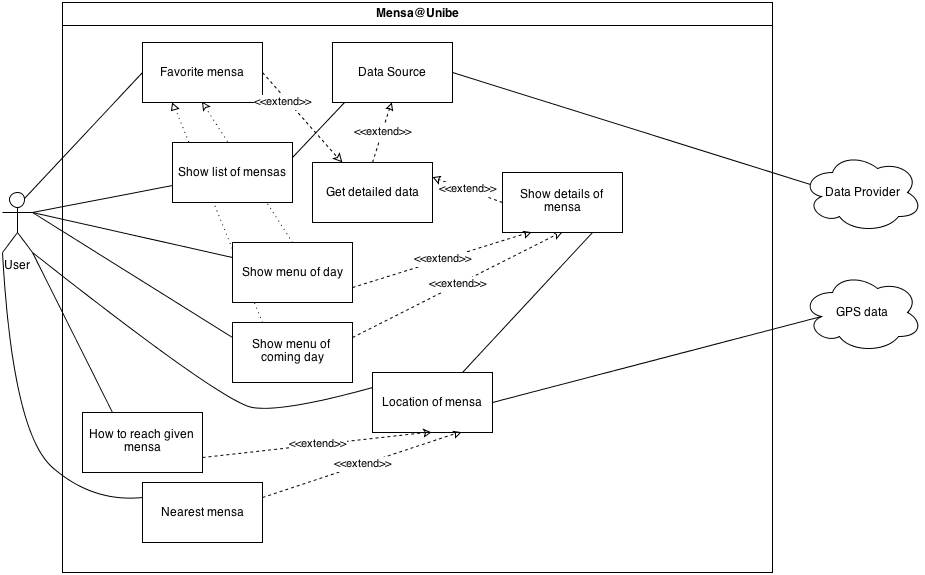 Mensa@Unibe
Favorite mensa
Data Source
<<extend>>
<<extend>>
Show list of mensas
Get detailed data
<<extend>>
Show details of
mensa
Data Provider
User
Show menu of day
<<extend>>
<<extend>>
GPS data
Show menu of
coming day
Location of mensa
How to reach given
mensa
<<extend>>
<<extend>>
Nearest mensa